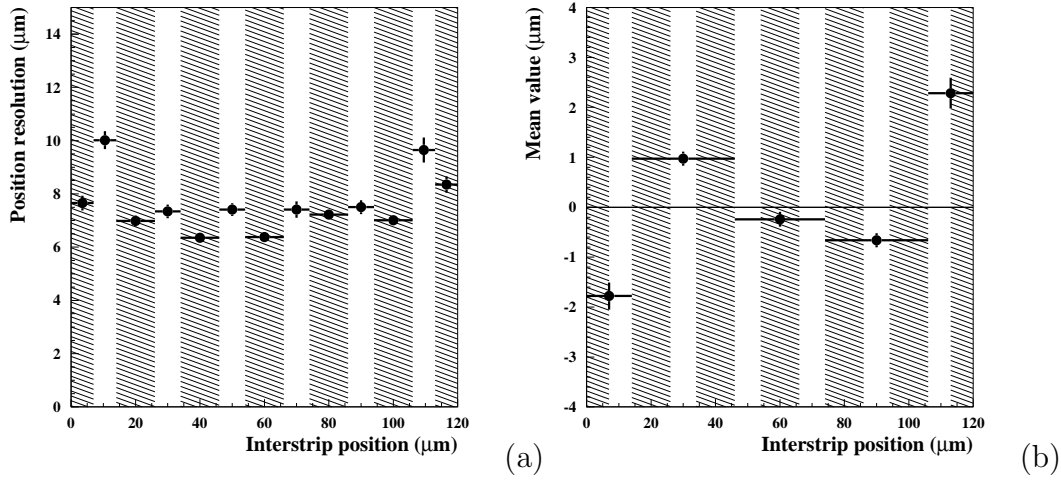 Position resolution (μm)
14
12
10
8
6
4
2
0
0 20 40 60 80 100 120
Interstrip position (μm)
(a)
Mean value (μm)
4
3
2
1
0
-1
-2
-3
-4
0 20 40 60 80 100 120
Interstrip position (μm)
(b)